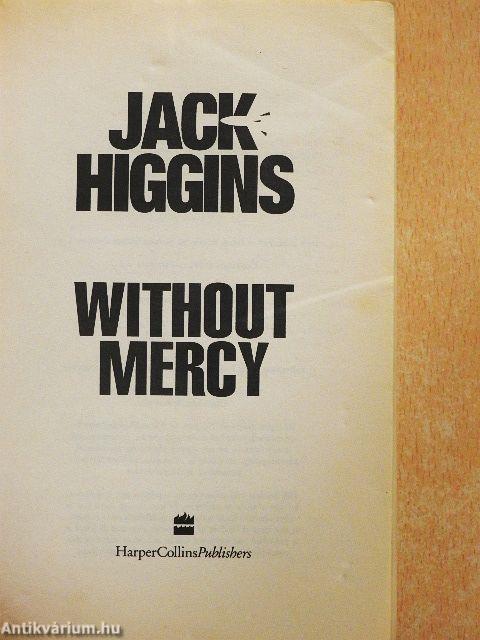 JACK
HIGGINS
WITHOUT
MERCY
HarperCollinsPublishers
Antikvárium.hu